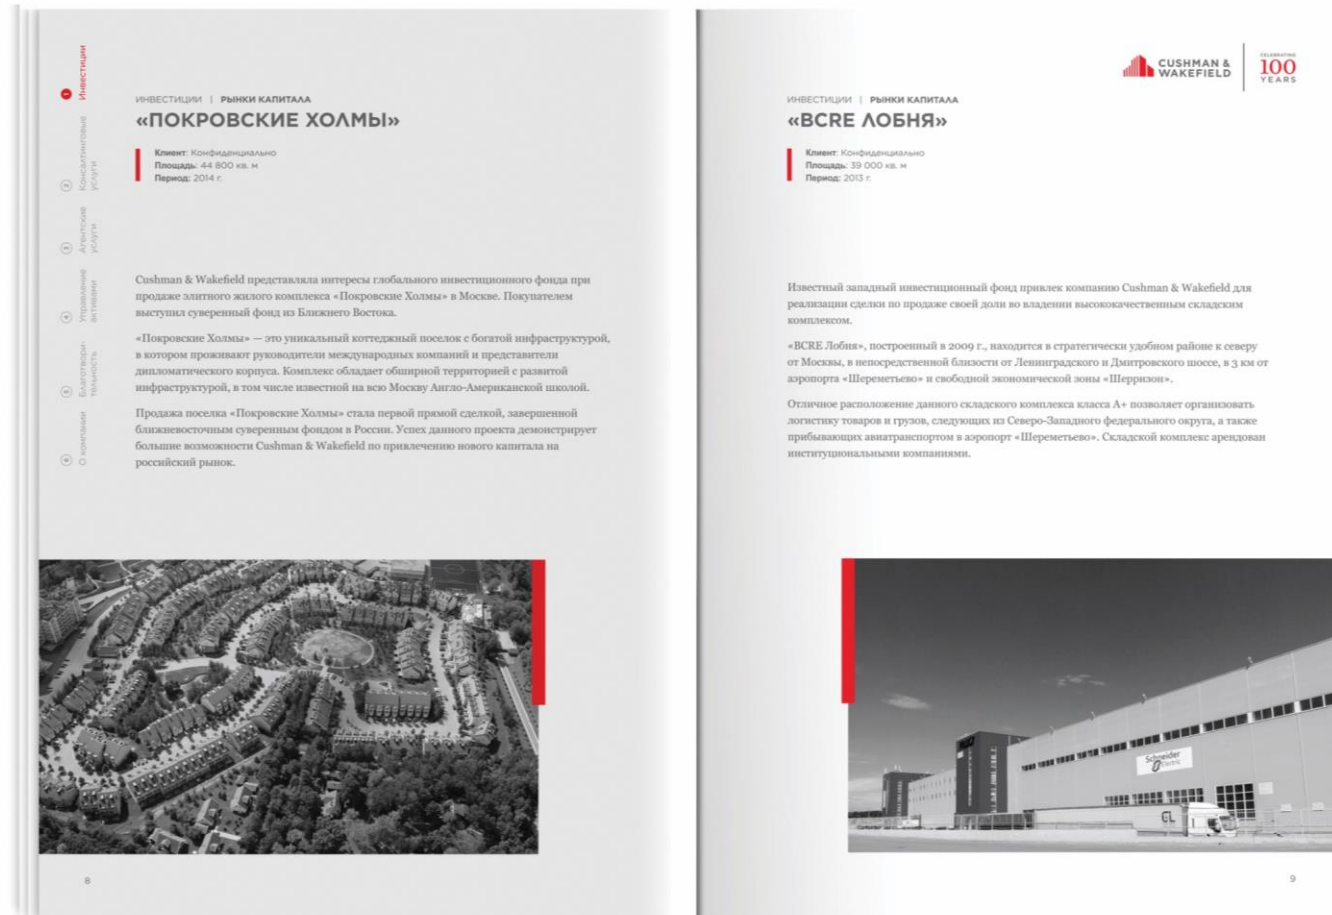 1 Инвестиции
2 Консалтинговые
услуги
3 Агентские
услуги
4 Управление
активами
5 Благотвори-
тельность
6 О компании
ИНВЕСТИЦИИ | РЫНКИ КАПИТАЛА
«ПОКРОВСКИЕ ХОЛМЫ»
Клиент: Конфиденциально
Площадь: 44 800 кв. м
Период: 2014 г.
Cushman & Wakefield представляла интересы глобального инвестиционного фонда при
продаже элитного жилого комплекса «Покровские Холмы» в Москве. Покупателем
выступил суверенный фонд из Ближнего Востока.
«Покровские Холмы» — это уникальный коттеджный поселок с богатой инфраструктурой,
в котором проживают руководители международных компаний и представители
дипломатического корпуса. Комплекс обладает обширной территорией с развитой
инфраструктурой, в том числе известной на всю Москву Англо-Американской школой.
Продажа поселка «Покровские Холмы» стала первой прямой сделкой, завершенной
ближневосточным суверенным фондом в России. Успех данного проекта демонстрирует
большие возможности Cushman & Wakefield по привлечению нового капитала на
российский рынок.
8
CUSHMAN &
WAKEFIELD
CELEBRATING
100
YEARS
ИНВЕСТИЦИИ | РЫНКИ КАПИТАЛА
«BCRE ЛОБНЯ»
Клиент: Конфиденциально
Площадь: 39 000 кв. м
Период: 2013 г.
Известный западный инвестиционный фонд привлек компанию Cushman & Wakefield для
реализации сделки по продаже своей доли во владении высококачественным складским
комплексом.
«BCRE Лобня», построенный в 2009 г., находится в стратегически удобном районе к северу
от Москвы, в непосредственной близости от Ленинградского и Дмитровского шоссе, в 3 км от
аэропорта «Шереметьево» и свободной экономической зоны «Шерризон».
Отличное расположение данного складского комплекса класса А+ позволяет организовать
логистику товаров и грузов, следующих из Северо-Западного федерального округа, а также
прибывающих авиатранспортом в аэропорт «Шереметьево». Складской комплекс арендован
институциональными компаниями.
Schneider
Electric
GL
9